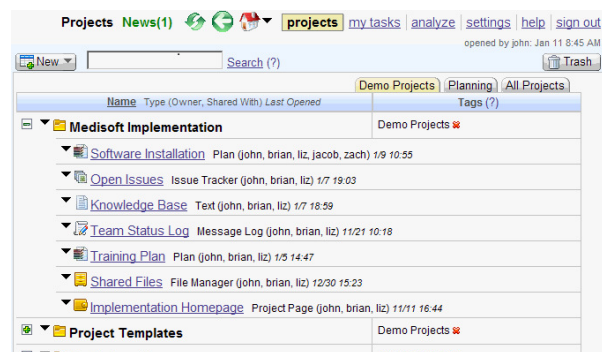 Projects News(1) projects my tasks analyze settings help sign out
opened by john: Jan 11 8:45 AM
New Search (?) Trash
Demo Projects Planning All Projects
Name Type (Owner, Shared With) Last Opened Tags (?)
Medisoft Implementation Demo Projects
Software Installation Plan (john, brian, liz, jacob, zach) 1/9 10:55
Open Issues Issue Tracker (john, brian, liz) 1/7 19:03
Knowledge Base Text (john, brian, liz) 1/7 18:59
Team Status Log Message Log (john, brian, liz) 11/21 10:18
Training Plan Plan (john, brian, liz) 1/5 14:47
Shared Files File Manager (john, brian, liz) 12/30 15:23
Implementation Homepage Project Page (john, brian, liz) 11/11 16:44
Project Templates Demo Projects